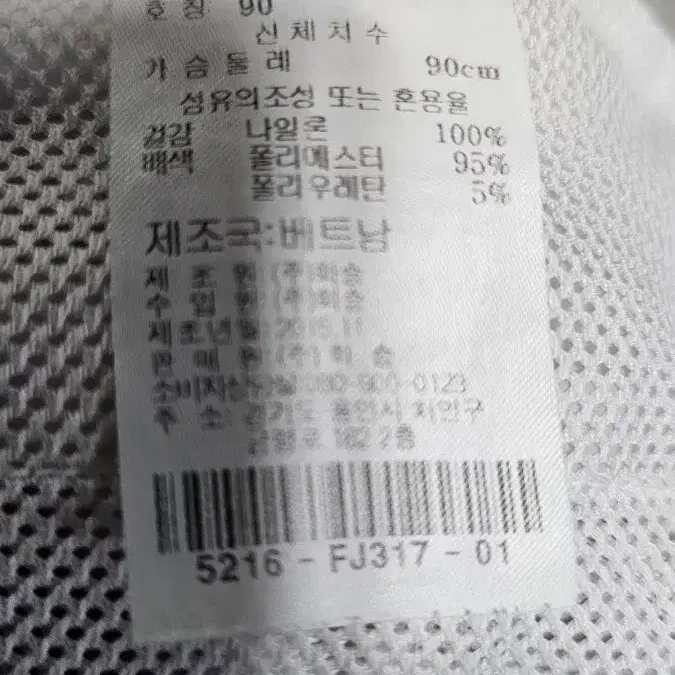 호칭 90
신체치수
가슴둘레 90cm
섬유의조성 또는 혼용율
겉감 나일론 100%
배색 폴리에스터 95%
폴리우레탄 5%
제조국:베트남
제 조 원:(주)화승
수 입 원:(주)화승
제조년월:2015.11
판 매 원:(주) 화 승
소비자상담실:080-900-0123
주 소: 경기도 용인시 처인구
182 2층
5216 - FJ317 - 01